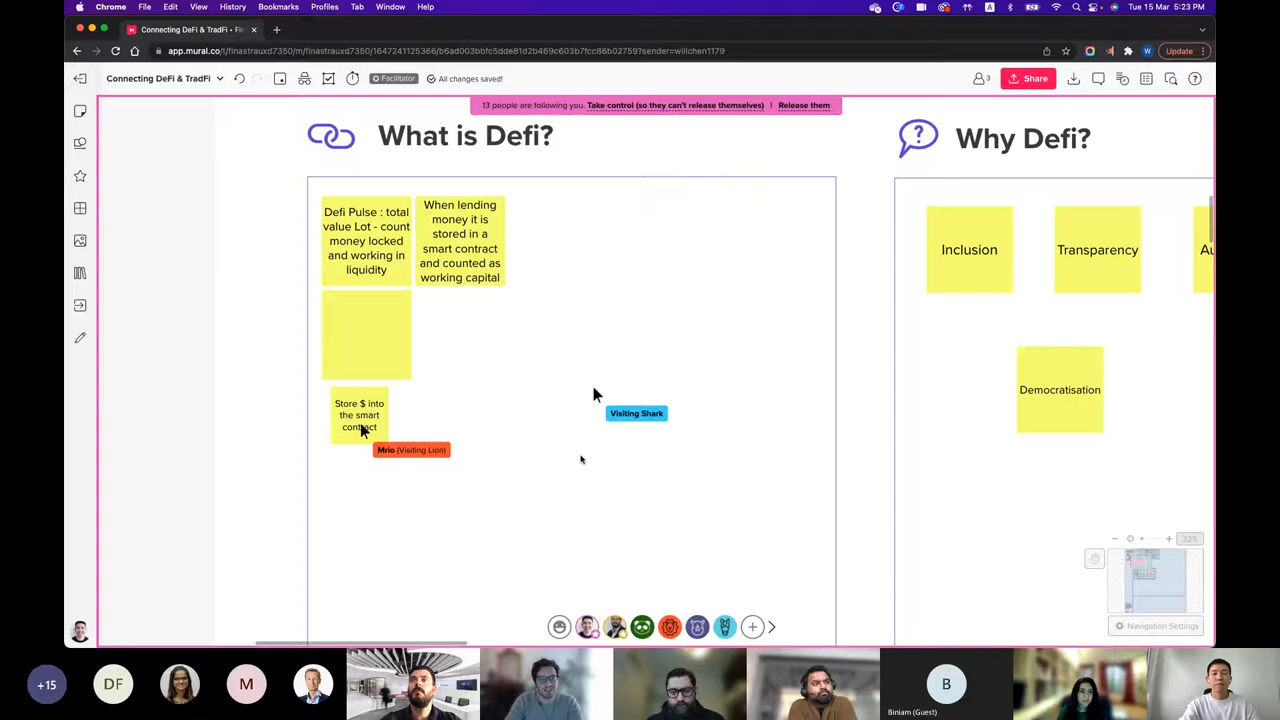 Chrome File Edit View History Bookmarks Profiles Tab Window Help
A
Tue 15 Mar 5:23 PM
Connecting DeFi & TradFi • Fi
app.mural.co/t/finastrauxd7350/m/finastrauxd7350/1647241125366/b6ad003bbfc5dde81d2b469c603b7fcc86b02759?sender=willchen1179
W
Update
Connecting DeFi & TradFi
Facilitator
All changes saved!
3
Share
13 people are following you. Take control (so they can't release themselves) | Release them
What is Defi?
Why Defi?
Defi Pulse : total
value Lot - count
money locked
and working in
liquidity
When lending
money it is
stored in a
smart contract
and counted as
working capital
Inclusion
Transparency
Au
Store $ into
the smart
contract
Democratisation
Visiting Shark
Mrio (Visiting Lion)
32%
Navigation Settings
+15
DF
M
B
Biniam (Guest)